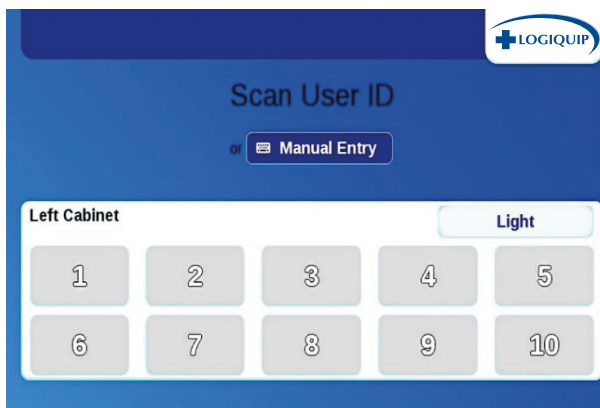 LOGIQUIP
Scan User ID
or Manual Entry
Left Cabinet
Light
1 2 3 4 5
6 7 8 9 10